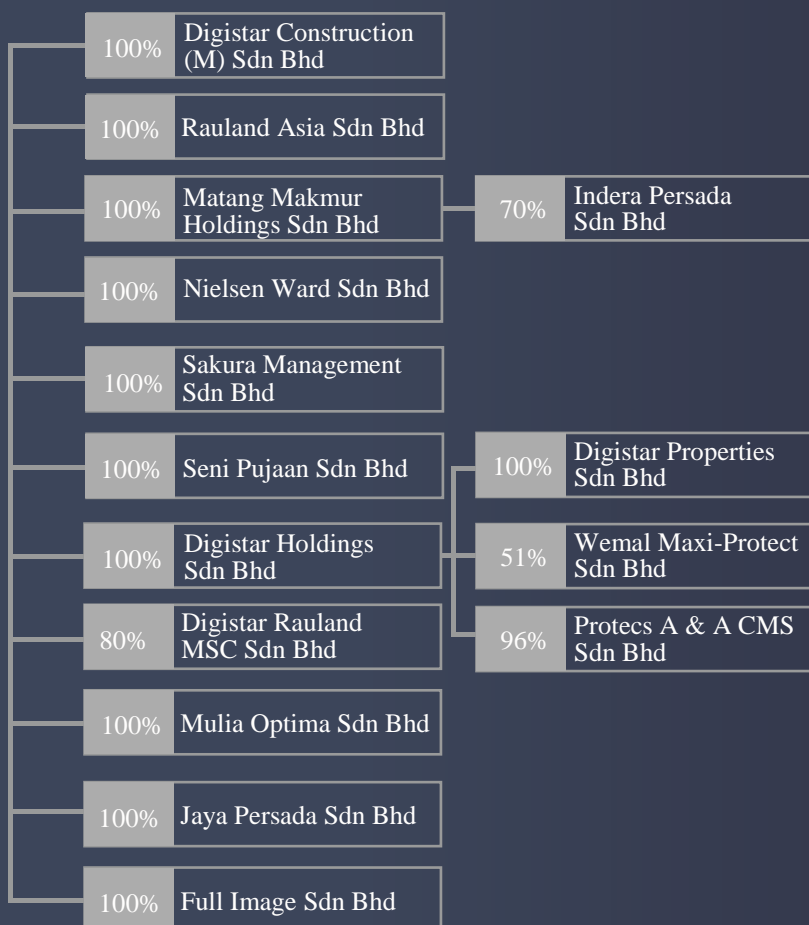 100%
Digistar Construction
(M) Sdn Bhd
100%
Rauland Asia Sdn Bhd
100%
Matang Makmur
Holdings Sdn Bhd
70%
Indera Persada
Sdn Bhd
100%
Nielsen Ward Sdn Bhd
100%
Sakura Management
Sdn Bhd
100%
Seni Pujaan Sdn Bhd
100%
Digistar Holdings
Sdn Bhd
100%
Digistar Properties
Sdn Bhd
51%
Wemal Maxi-Protect
Sdn Bhd
96%
Protecs A & A CMS
Sdn Bhd
80%
Digistar Rauland
MSC Sdn Bhd
100%
Mulia Optima Sdn Bhd
100%
Jaya Persada Sdn Bhd
100%
Full Image Sdn Bhd